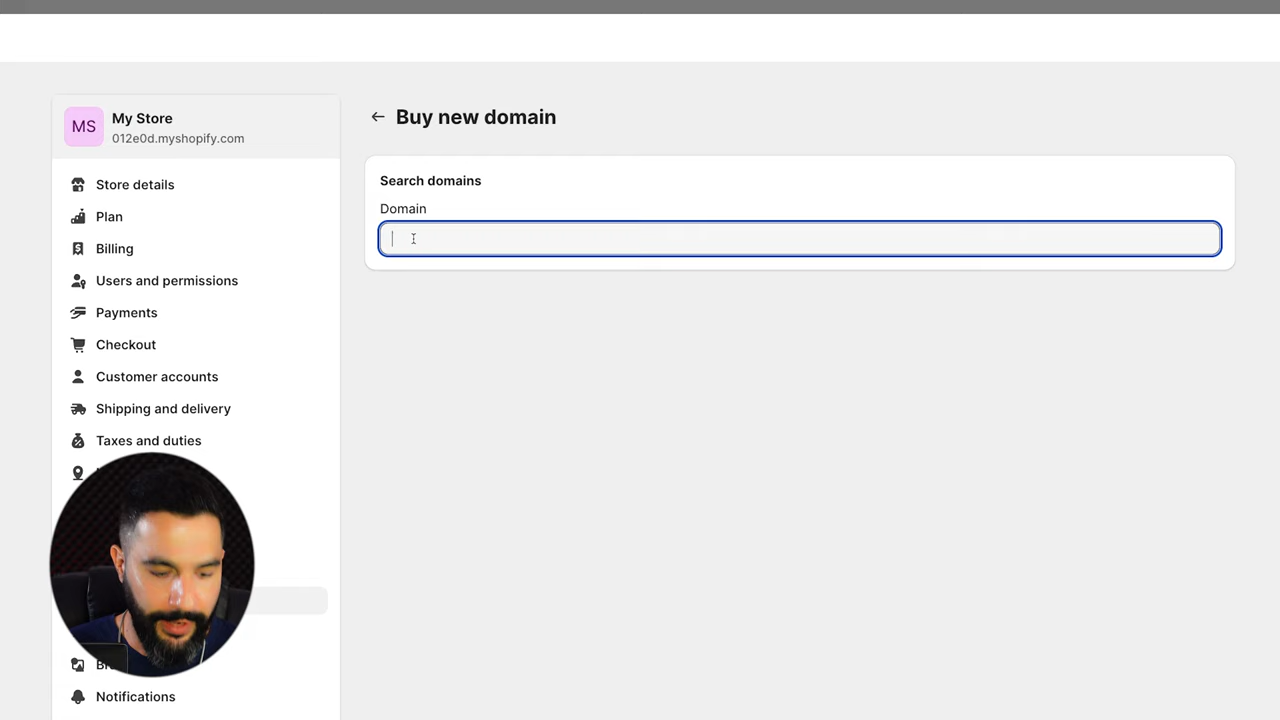 MS
My Store
012e0d.myshopify.com
Store details
Plan
Billing
Users and permissions
Payments
Checkout
Customer accounts
Shipping and delivery
Taxes and duties
Notifications
Buy new domain
Search domains
Domain